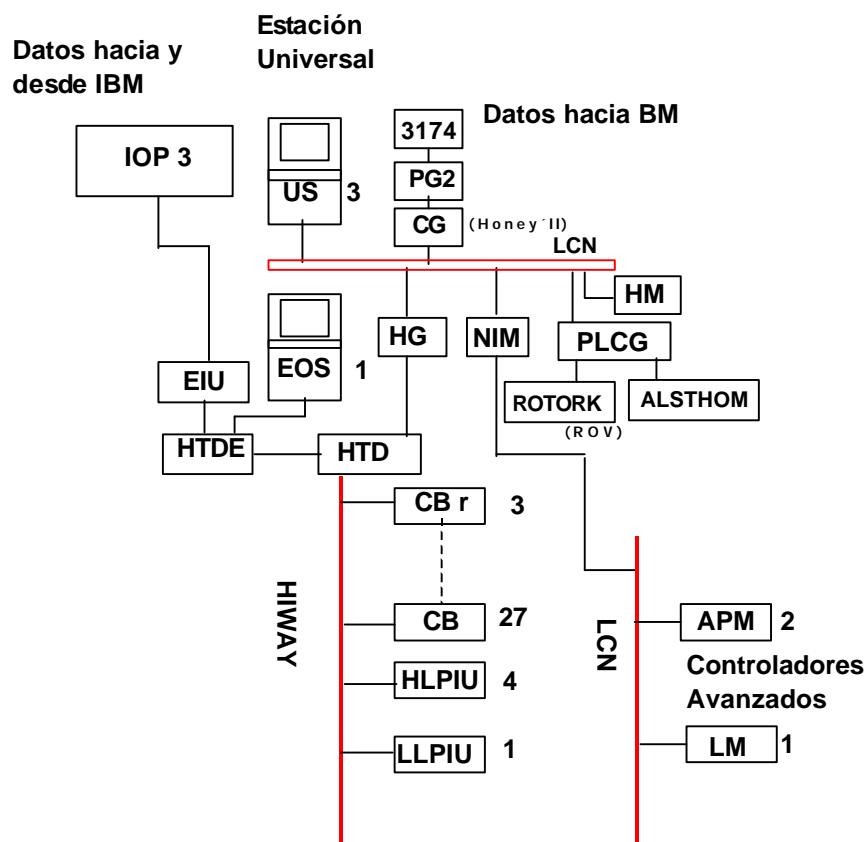 Estación
Universal
Datos hacia y
desde IBM
Datos hacia BM
3174
IOP 3
PG2
US 3
CG (Honey´II)
LCN
HM
HG
NIM
PLCG
EOS 1
EIU
ROTORK
ALSTHOM
(ROV)
HTDE
HTD
CB r 3
HIWAY
CB 27
LCN
APM 2
HLPIU 4
Controladores
Avanzados
LLPIU 1
LM 1